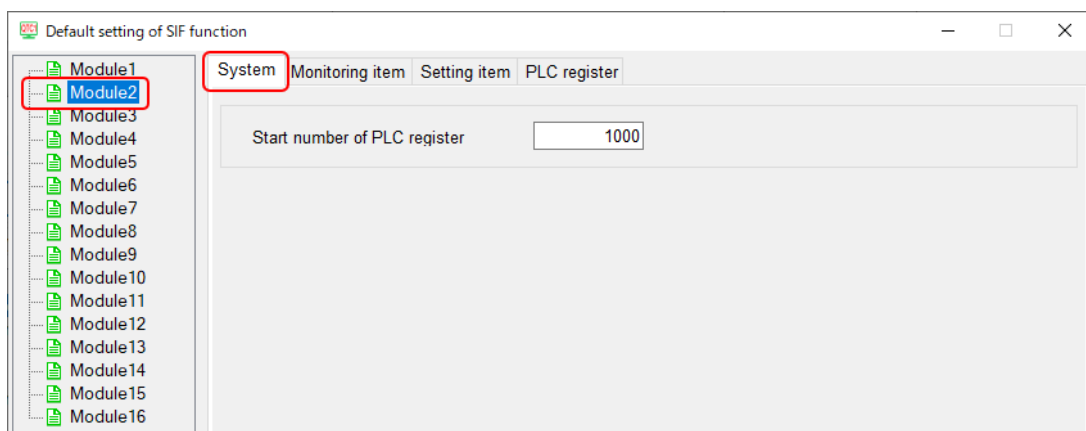 Default setting of SIF function
Module1
Module2
Module3
Module4
Module5
Module6
Module7
Module8
Module9
Module10
Module11
Module12
Module13
Module14
Module15
Module16
System Monitoring item Setting item PLC register
Start number of PLC register 1000